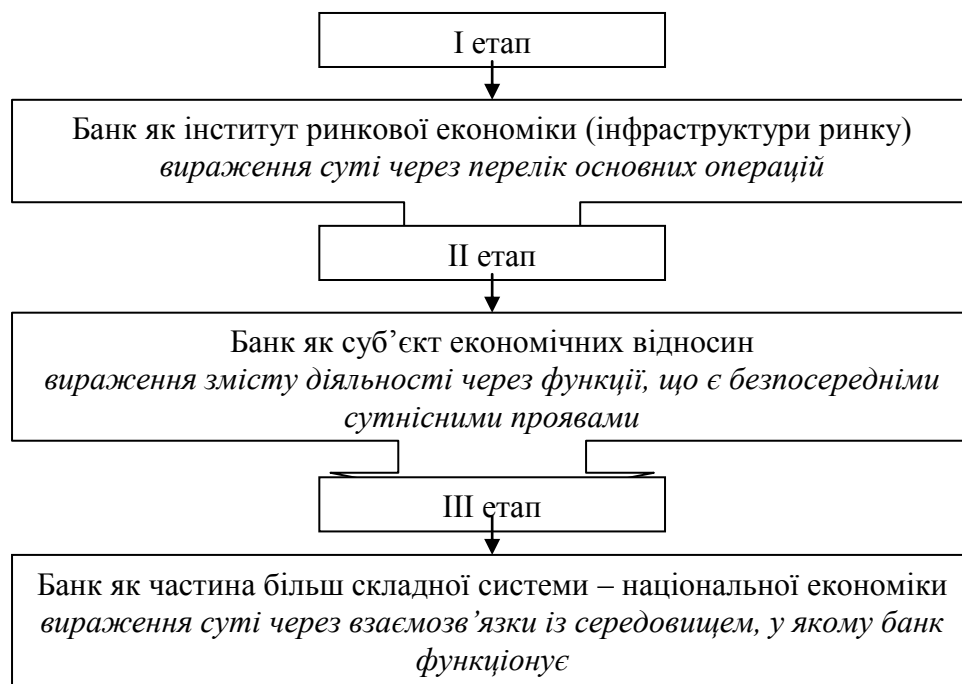 І етап
Банк як інститут ринкової економіки (інфраструктури ринку)
вираження суті через перелік основних операцій
ІІ етап
Банк як суб’єкт економічних відносин
вираження змісту діяльності через функції, що є безпосередніми
сутнісними проявами
ІІІ етап
Банк як частина більш складної системи – національної економіки
вираження суті через взаємозв’язки із середовищем, у якому банк
функціонує